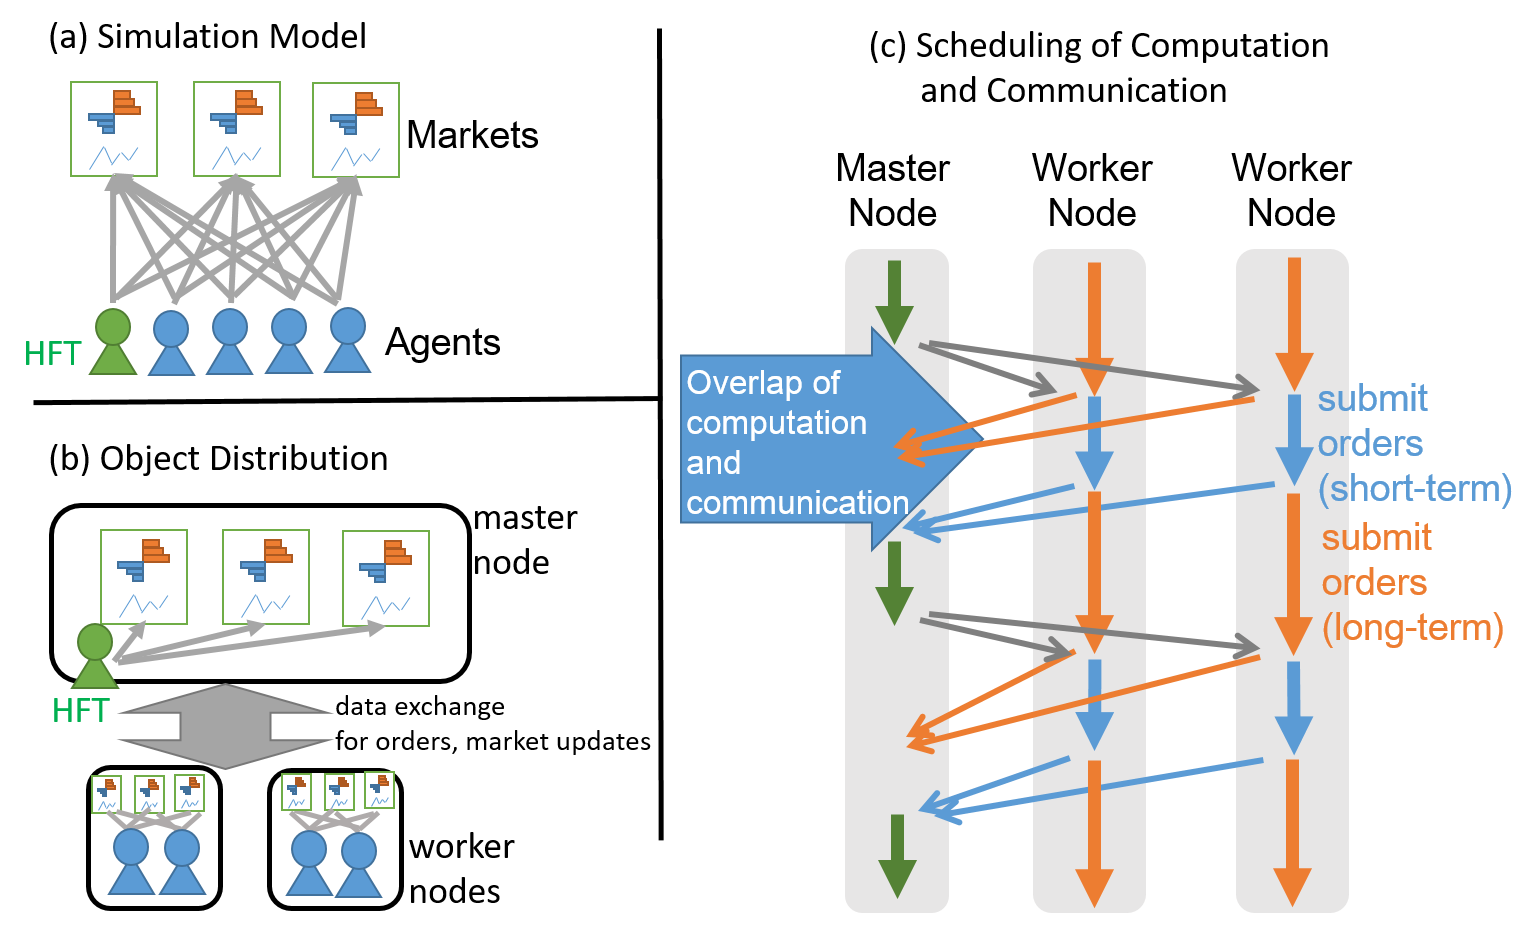 (a) Simulation Model
Markets
HFT
Agents
(b) Object Distribution
master
node
HFT
data exchange
for orders, market updates
worker
nodes
(c) Scheduling of Computation
and Communication
Master
Node
Worker
Node
Worker
Node
Overlap of
computation
and
communication
submit
orders
(short-term)
submit
orders
(long-term)